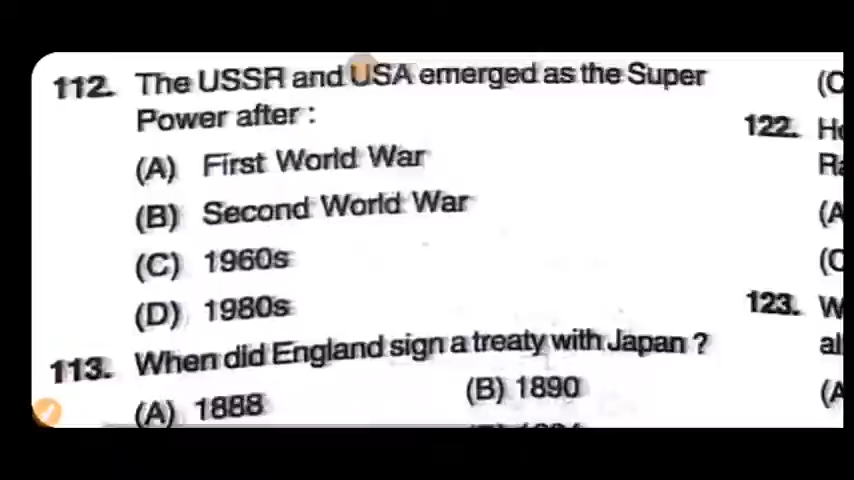 112. The USSR and USA emerged as the Super
Power after :
(A) First World War
(B) Second World War
(C) 1960s
(D) 1980s
113. When did England sign a treaty with Japan ?
(A) 1888
(B) 1890
(C
122.
(A
(C
123. W
(A